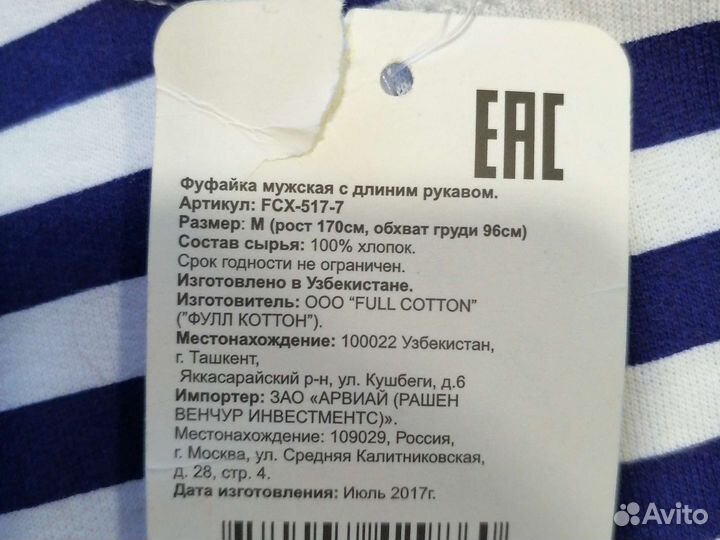 EAC
Фуфайка мужская с длиним рукавом.
Артикул: FCX-517-7
Размер: М (рост 170см, обхват груди 96см)
Состав сырья: 100% хлопок.
Срок годности не ограничен.
Изготовлено в Узбекистане.
Изготовитель: ООО “FULL COTTON”
(”ФУЛЛ КОТТОН”).
Местонахождение: 100022 Узбекистан,
г. Ташкент,
Яккасарайский р-н, ул. Кушбеги, д.6
Импортер: ЗАО «АРВИАЙ (РАШЕН
ВЕНЧУР ИНВЕСТМЕНТС)».
Местонахождение: 109029, Россия,
г. Москва, ул. Средняя Калитниковская,
д. 28, стр. 4.
Дата изготовления: Июль 2017г.
Avito